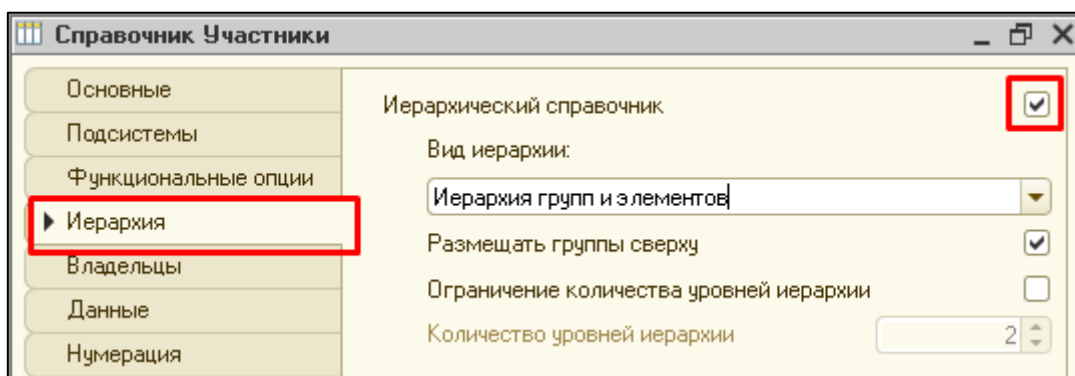 Справочник Участники
Основные
Подсистемы
Функциональные опции
Иерархия
Владельцы
Данные
Нумерация
Иерархический справочник
Вид иерархии:
Иерархия групп и элементов
Размещать группы сверху
Ограничение количества уровней иерархии
Количество уровней иерархии
2